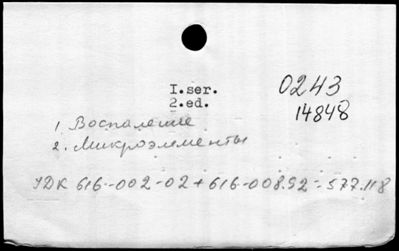 I.ser.
2.ed.
0243
14848
1. Воспаление
2. Микроэлементы
УДК 616-002-02+616-008.92-577.118